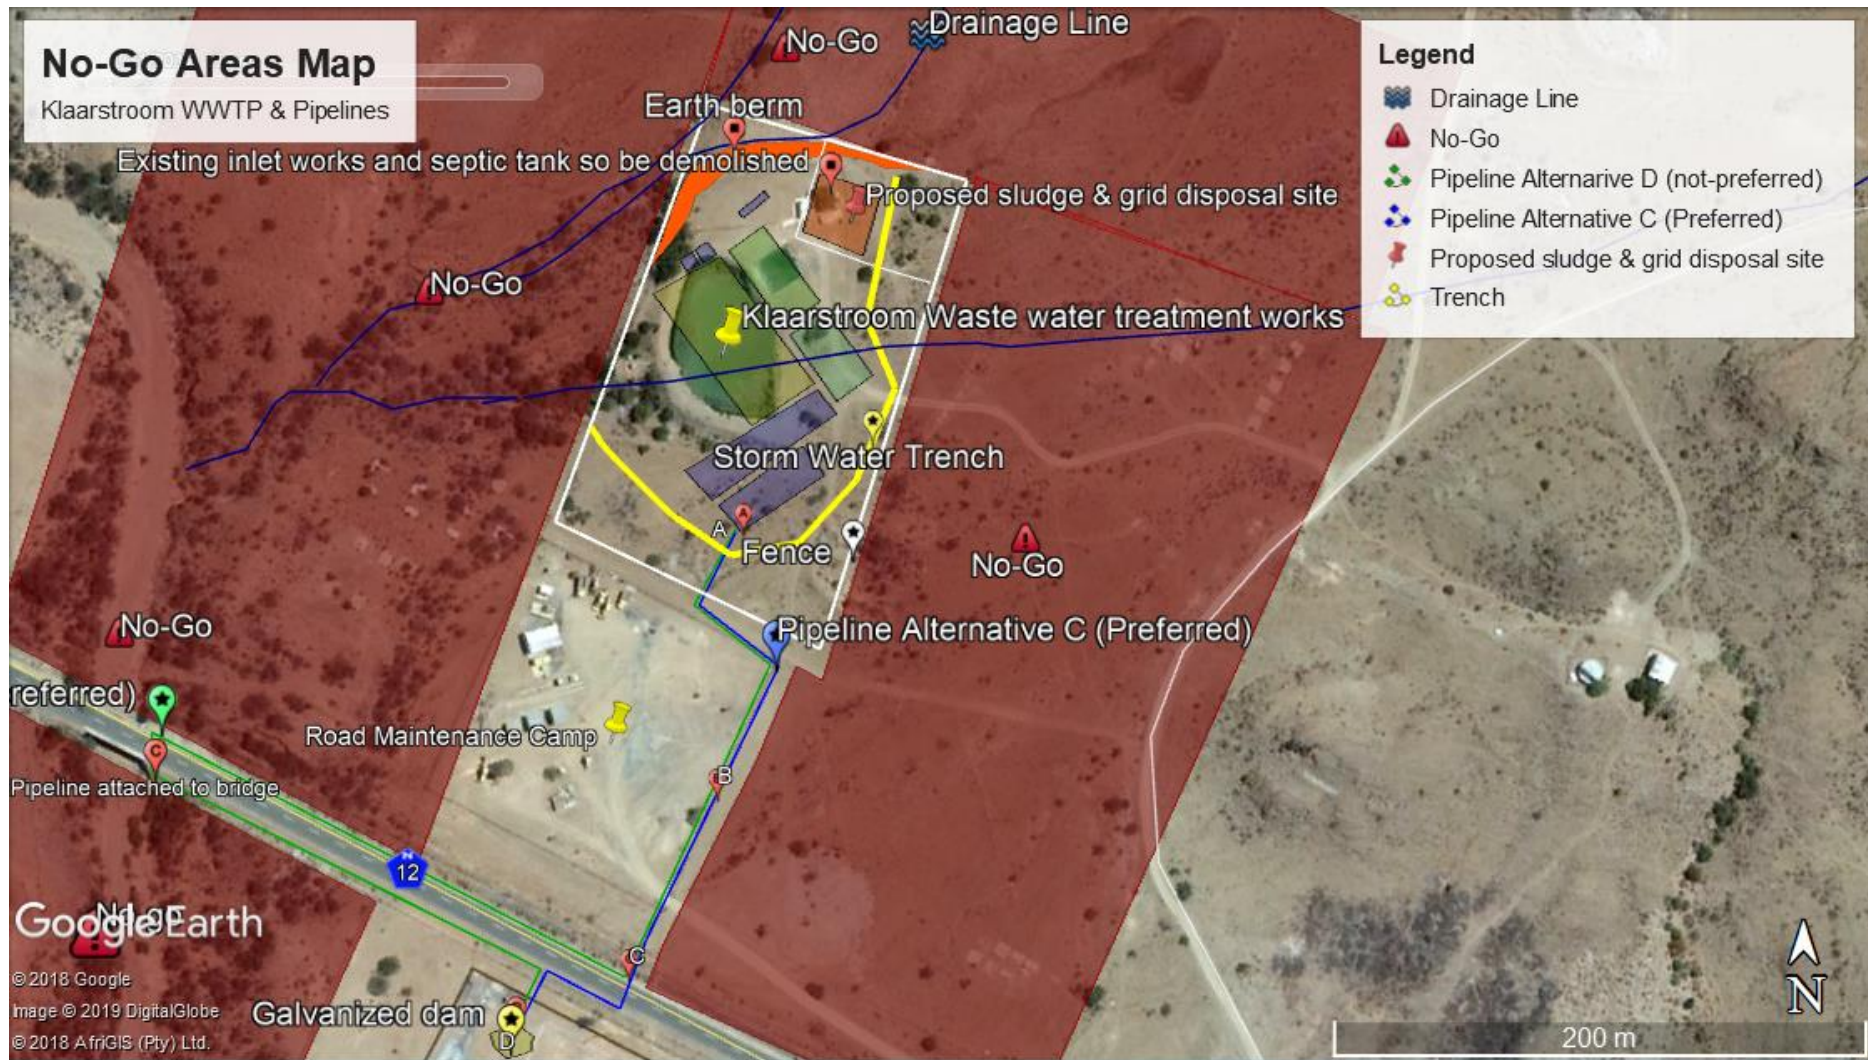 No-Go Areas Map
Klaarstroom WWTP & Pipelines
No-Go
Drainage Line
Legend
Drainage Line
No-Go
Pipeline Alternarive D (not-preferred)
Pipeline Alternative C (Preferred)
Proposed sludge & grid disposal site
Trench
Earth berm
Existing inlet works and septic tank so be demolished
Proposed sludge & grid disposal site
No-Go
Klaarstroom Waste water treatment works
Storm Water Trench
A
A
Fence
No-Go
No-Go
Pipeline Alternative C (Preferred)
referred)
Road Maintenance Camp
C
B
Pipeline attached to bridge
N
12
No-go
Google Earth
C
© 2018 Google
Image © 2019 DigitalGlobe
© 2018 AfriGIS (Pty) Ltd.
Galvanized dam
D
N
200 m